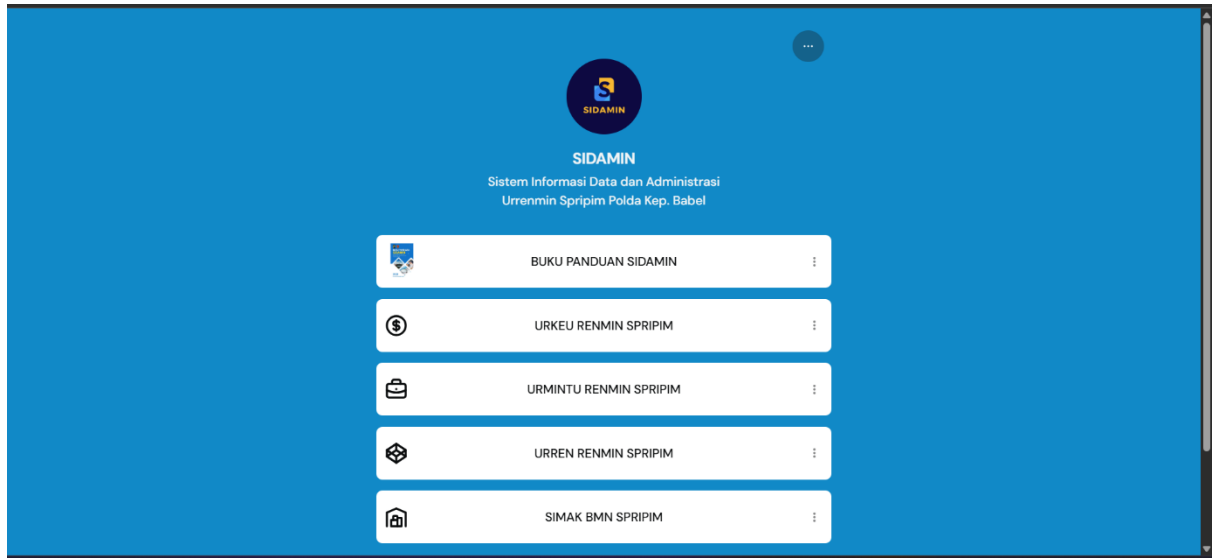 SIDAMIN
SIDAMIN
Sistem Informasi Data dan Administrasi
Urrenmin Spripim Polda Kep. Babel
BUKU PANDUAN SIDAMIN
URKEU RENMIN SPRIPIM
URMINTU RENMIN SPRIPIM
URREN RENMIN SPRIPIM
SIMAK BMN SPRIPIM